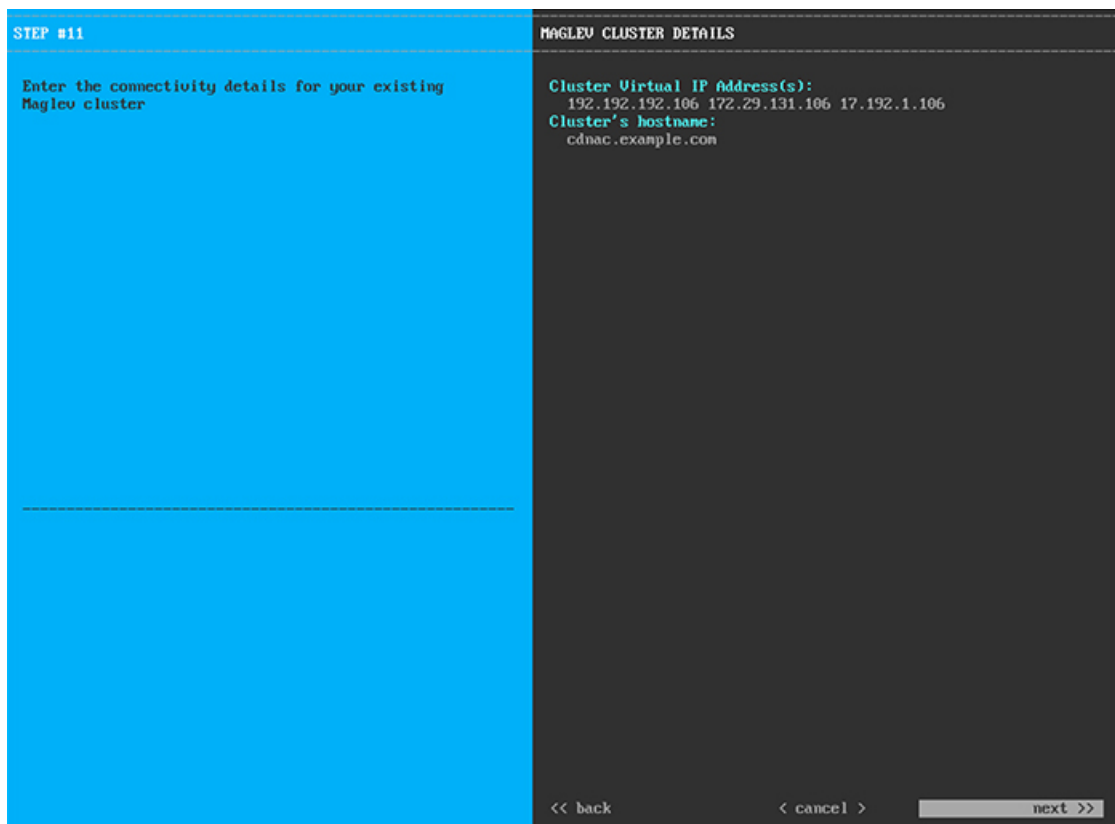 STEP #11
Enter the connectivity details for your existing
Maglev cluster
MAGLEV CLUSTER DETAILS
Cluster Virtual IP Address(s):
192.192.192.106 172.29.131.106 17.192.1.106
Cluster's hostname:
cdnac.example.com
<< back < cancel > next >>